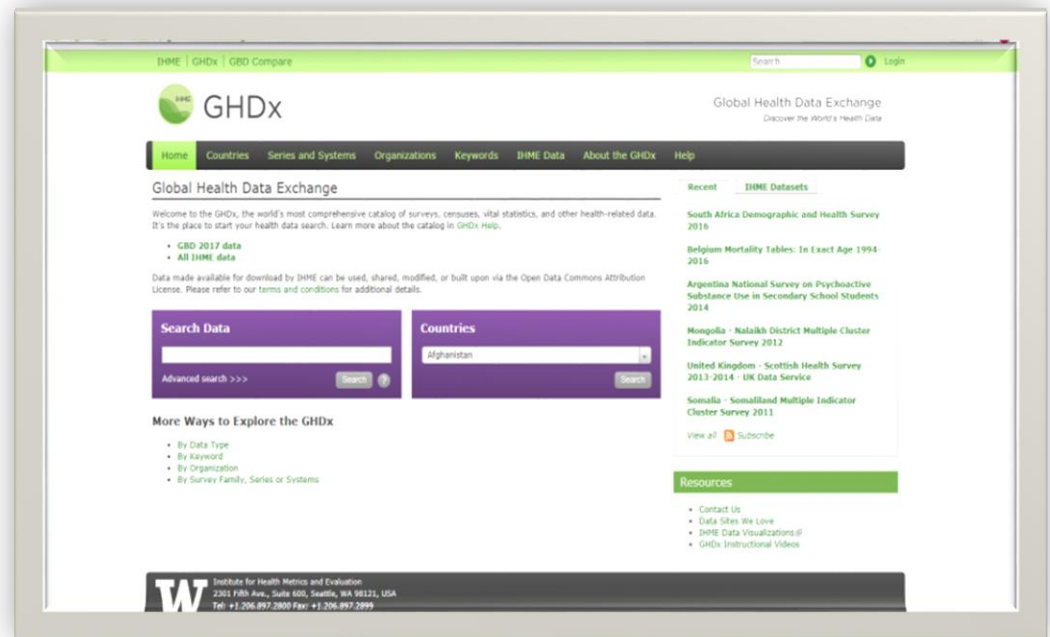 IHME | GHDx | GBD Compare
Search
Login
IHME
GHDx
Global Health Data Exchange
Discover the World's Health Data
Home Countries Series and Systems Organizations Keywords IHME Data About the GHDx Help
Global Health Data Exchange
Welcome to the GHDx, the world's most comprehensive catalog of surveys, censuses, vital statistics, and other health-related data.
It's the place to start your health data search. Learn more about the catalog in GHDx Help.
• GBD 2017 data
• All IHME data
Data made available for download by IHME can be used, shared, modified, or built upon via the Open Data Commons Attribution
License. Please refer to our terms and conditions for additional details.
Search Data
Advanced search >>>
Search
?
Countries
Afghanistan
Search
More Ways to Explore the GHDx
• By Data Type
• By Keyword
• By Organization
• By Survey Family, Series or Systems
Recent IHME Datasets
South Africa Demographic and Health Survey
2016
Belgium Mortality Tables: In Exact Age 1994-
2016
Argentina National Survey on Psychoactive
Substance Use in Secondary School Students
2014
Mongolia - Nalaikh District Multiple Cluster
Indicator Survey 2012
United Kingdom - Scottish Health Survey
2013-2014 - UK Data Service
Somalia - Somaliland Multiple Indicator
Cluster Survey 2011
View all Subscribe
Resources
• Contact Us
• Data Sites We Love
• IHME Data Visualizations
• GHDx Instructional Videos
W
Institute for Health Metrics and Evaluation
2301 Fifth Ave., Suite 600, Seattle, WA 98121, USA
Tel: +1.206.897.2800 Fax: +1.206.897.2899